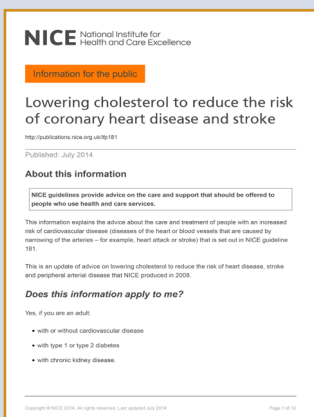 NICE National Institute for
Health and Care Excellence
Information for the public
Lowering cholesterol to reduce the risk
of coronary heart disease and stroke
http://publications.nice.org.uk/ifp181
Published: July 2014
About this information
NICE guidelines provide advice on the care and support that should be offered to
people who use health and care services.
This information explains the advice about the care and treatment of people with an increased
risk of cardiovascular disease (diseases of the heart or blood vessels that are caused by
narrowing of the arteries – for example, heart attack or stroke) that is set out in NICE guideline
181.
This is an update of advice on lowering cholesterol to reduce the risk of heart disease, stroke
and peripheral arterial disease that NICE produced in 2008.
Does this information apply to me?
Yes, if you are an adult:
• with or without cardiovascular disease
• with type 1 or type 2 diabetes
• with chronic kidney disease.
Copyright © NICE 2014. All rights reserved. Last updated July 2014
Page 1 of 12